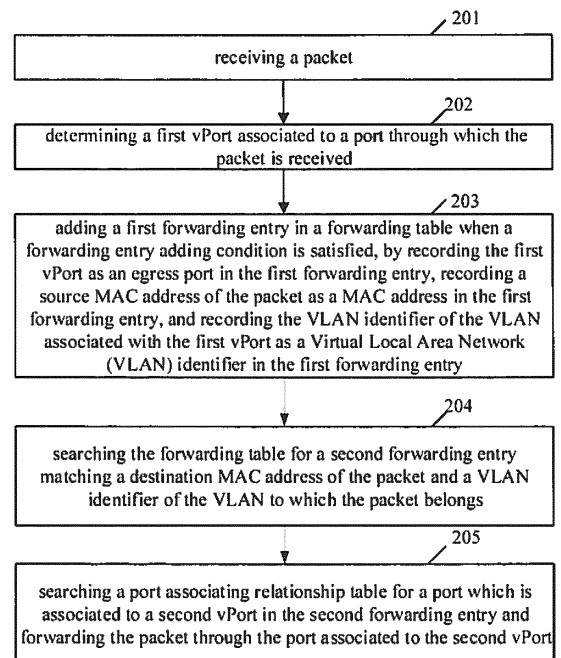 201
receiving a packet
202
determining a first vPort associated to a port through which the
packet is received
203
adding a first forwarding entry in a forwarding table when a
forwarding entry adding condition is satisfied, by recording the first
vPort as an egress port in the first forwarding entry, recording a
source MAC address of the packet as a MAC address in the first
forwarding entry, and recording the VLAN identifier of the VLAN
associated with the first vPort as a Virtual Local Area Network
(VLAN) identifier in the first forwarding entry
204
searching the forwarding table for a second forwarding entry
matching a destination MAC address of the packet and a VLAN
identifier of the VLAN to which the packet belongs
205
searching a port associating relationship table for a port which is
associated to a second vPort in the second forwarding entry and
forwarding the packet through the port associated to the second vPort